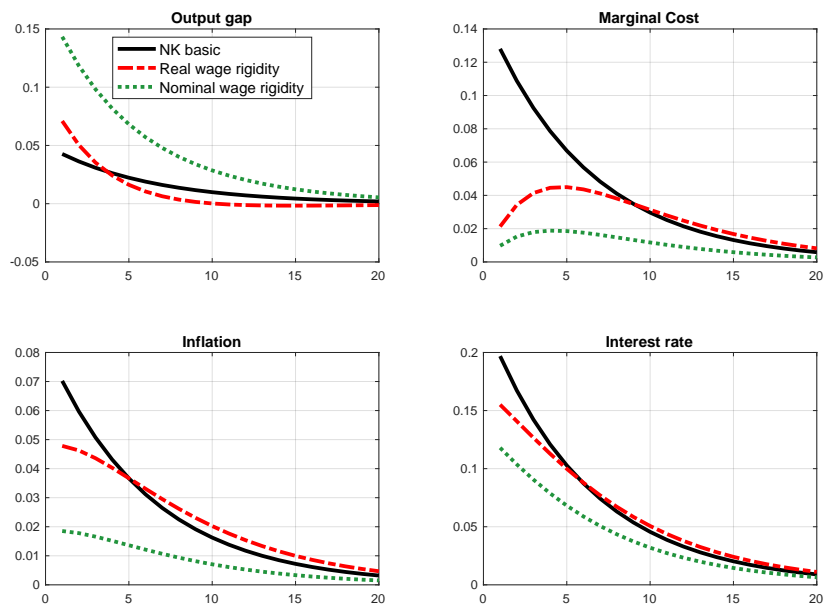 Output gap
0.15
0.1
0.05
0
-0.05
0 5 10 15 20
NK basic
Real wage rigidity
Nominal wage rigidity
Marginal Cost
0.14
0.12
0.1
0.08
0.06
0.04
0.02
0
0 5 10 15 20
Inflation
0.08
0.07
0.06
0.05
0.04
0.03
0.02
0.01
0
0 5 10 15 20
Interest rate
0.2
0.15
0.1
0.05
0
0 5 10 15 20